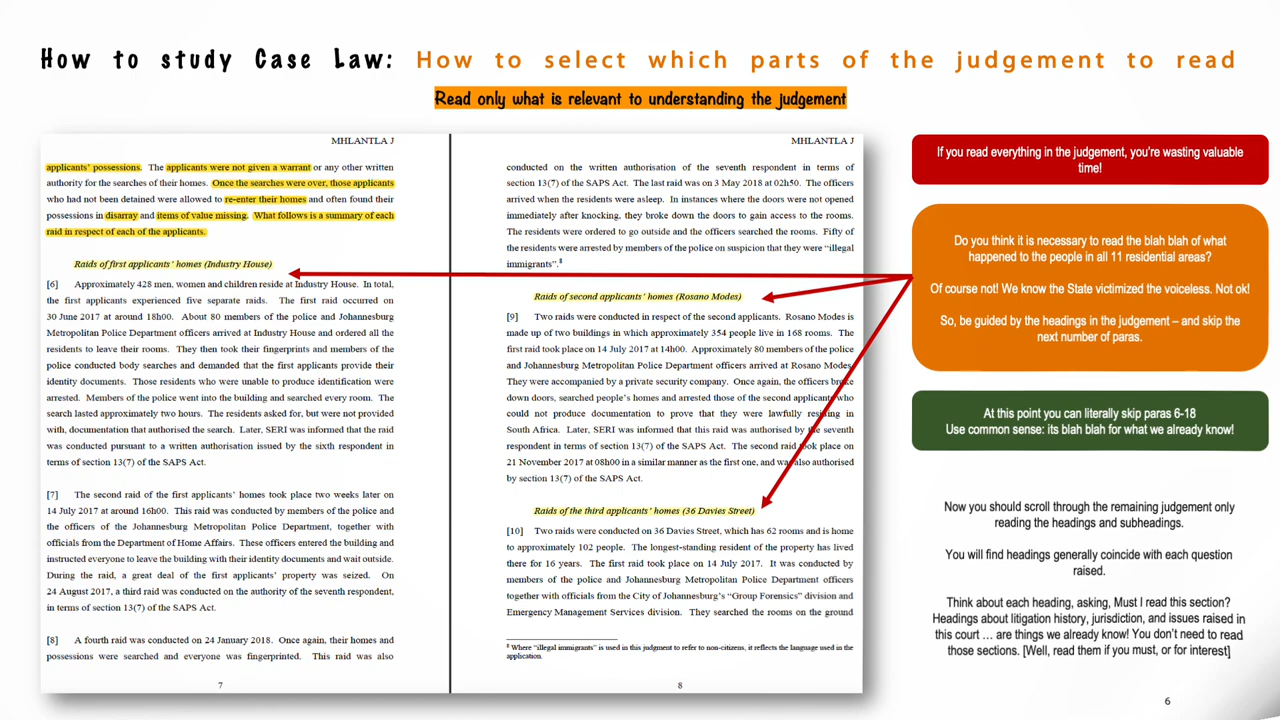 How to study Case Law: How to select which parts of the judgement to read
Read only what is relevant to understanding the judgement
MHLANTLA J
applicants' possessions. The applicants were not given a warrant or any other written
authority for the searches of their homes. Once the searches were over, those applicants
who had not been detained were allowed to re-enter their homes and often found their
possessions in disarray and items of value missing. What follows is a summary of each
raid in respect of each of the applicants.
Raids of first applicants' homes (Industry House)
[6] Approximately 428 men, women and children reside at Industry House. In total,
the first applicants experienced five separate raids. The first raid occurred on
30 June 2017 at around 18h00. About 80 members of the police and Johannesburg
Metropolitan Police Department officers arrived at Industry House and ordered all the
residents to leave their rooms. They then took their fingerprints and members of the
police conducted body searches and demanded that the first applicants provide their
identity documents. Those residents who were unable to produce identification were
arrested. Members of the police went into the building and searched every room. The
search lasted approximately two hours. The residents asked for, but were not provided
with, documentation that authorised the search. Later, SERI was informed that the raid
was conducted pursuant to a written authorisation issued by the sixth respondent in
terms of section 13(7) of the SAPS Act.
[7] The second raid of the first applicants' homes took place two weeks later on
14 July 2017 at around 16h00. This raid was conducted by members of the police and
the officers of the Johannesburg Metropolitan Police Department, together with
officials from the Department of Home Affairs. These officers entered the building and
instructed everyone to leave the building with their identity documents and wait outside.
During the raid, a great deal of the first applicants' property was seized. On
24 August 2017, a third raid was conducted on the authority of the seventh respondent,
in terms of section 13(7) of the SAPS Act.
[8] A fourth raid was conducted on 24 January 2018. Once again, their homes and
possessions were searched and everyone was fingerprinted. This raid was also
7
MHLANTLA J
conducted on the written authorisation of the seventh respondent in terms of
section 13(7) of the SAPS Act. The last raid was on 3 May 2018 at 02h50. The officers
arrived when the residents were asleep. In instances where the doors were not opened
immediately after knocking, they broke down the doors to gain access to the rooms.
The residents were ordered to go outside and the officers searched the rooms. Fifty of
the residents were arrested by members of the police on suspicion that they were "illegal
immigrants".8
Raids of second applicants' homes (Rosano Modes)
[9] Two raids were conducted in respect of the second applicants. Rosano Modes is
made up of two buildings in which approximately 354 people live in 168 rooms. The
first raid took place on 14 July 2017 at 14h00. Approximately 80 members of the police
and Johannesburg Metropolitan Police Department officers arrived at Rosano Modes.
They were accompanied by a private security company. Once again, the officers broke
down doors, searched people's homes and arrested those of the second applicants who
could not produce documentation to prove that they were lawfully residing in
South Africa. Later, SERI was informed that this raid was authorised by the seventh
respondent in terms of section 13(7) of the SAPS Act. The second raid took place on
21 November 2017 at 08h00 in a similar manner as the first one, and was also authorised
by section 13(7) of the SAPS Act.
Raids of the third applicants' homes (36 Davies Street)
[10] Two raids were conducted on 36 Davies Street, which has 62 rooms and is home
to approximately 102 people. The longest-standing resident of the property has lived
there for 16 years. The first raid took place on 14 July 2017. It was conducted by
members of the police and Johannesburg Metropolitan Police Department officers
together with officials from the City of Johannesburg's "Group Forensics" division and
Emergency Management Services division. They searched the rooms on the ground
8 Where "illegal immigrants" is used in this judgment to refer to non-citizens, it reflects the language used in the
application.
8
If you read everything in the judgement, you're wasting valuable
time!
Do you think it is necessary to read the blah blah of what
happened to the people in all 11 residential areas?
Of course not! We know the State victimized the voiceless. Not ok!
So, be guided by the headings in the judgement – and skip the
next number of paras.
At this point you can literally skip paras 6-18
Use common sense: its blah blah for what we already know!
Now you should scroll through the remaining judgement only
reading the headings and subheadings.
You will find headings generally coincide with each question
raised.
Think about each heading, asking, Must I read this section?
Headings about litigation history, jurisdiction, and issues raised in
this court … are things we already know! You don't need to read
those sections. [Well, read them if you must, or for interest]
6